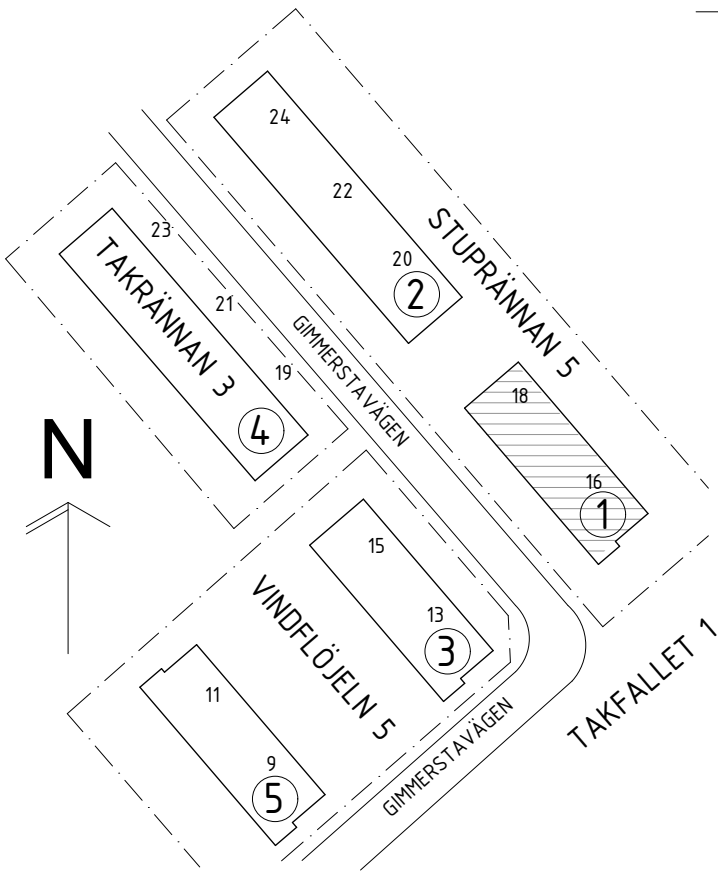 24
22
20
2
STUPRÄNNAN 5
23
21
19
TAKRÄNNAN 3
4
GIMMERSTAVÄGEN
18
16
1
N
15
13
3
VINDFLÖJELN 5
11
9
5
GIMMERSTAVÄGEN
TAKFALLET 1